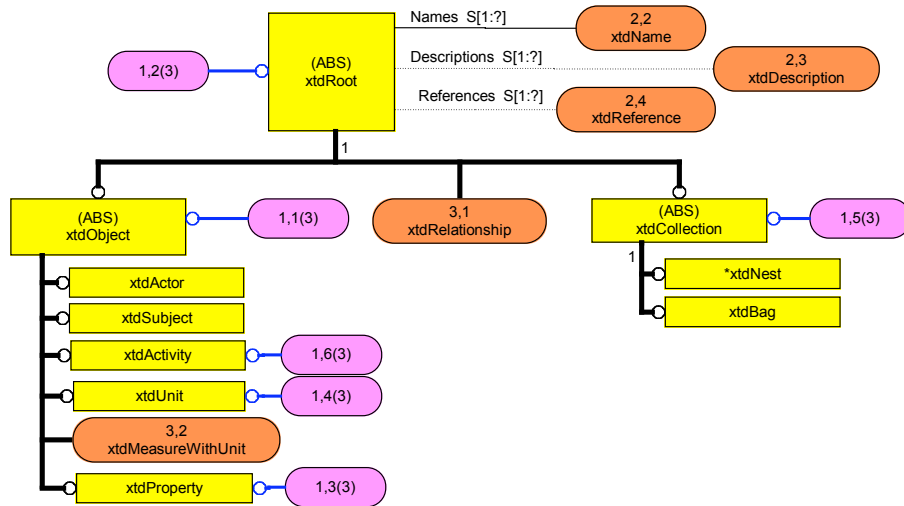 Names S[1:?]
2,2
xtdName
(ABS)
xtdRoot
1,2(3)
Descriptions S[1:?]
2,3
xtdDescription
References S[1:?]
2,4
xtdReference
1
(ABS)
xtdObject
1,1(3)
3,1
xtdRelationship
(ABS)
xtdCollection
1,5(3)
1
xtdActor
*xtdNest
xtdSubject
xtdBag
xtdActivity
1,6(3)
xtdUnit
1,4(3)
3,2
xtdMeasureWithUnit
xtdProperty
1,3(3)